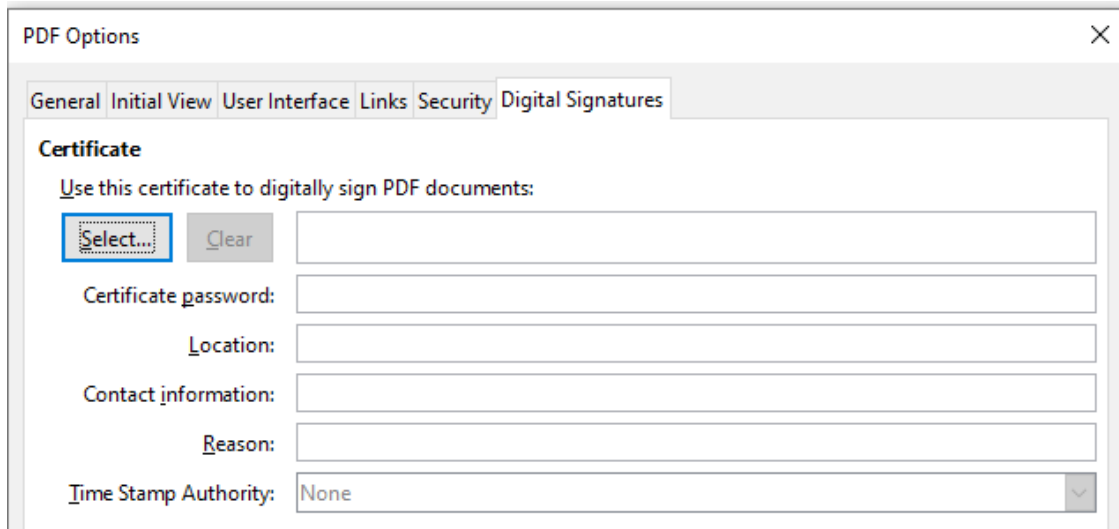 PDF Options
General Initial View User Interface Links Security Digital Signatures
Certificate
Use this certificate to digitally sign PDF documents:
Select... Clear
Certificate password:
Location:
Contact information:
Reason:
Time Stamp Authority: None